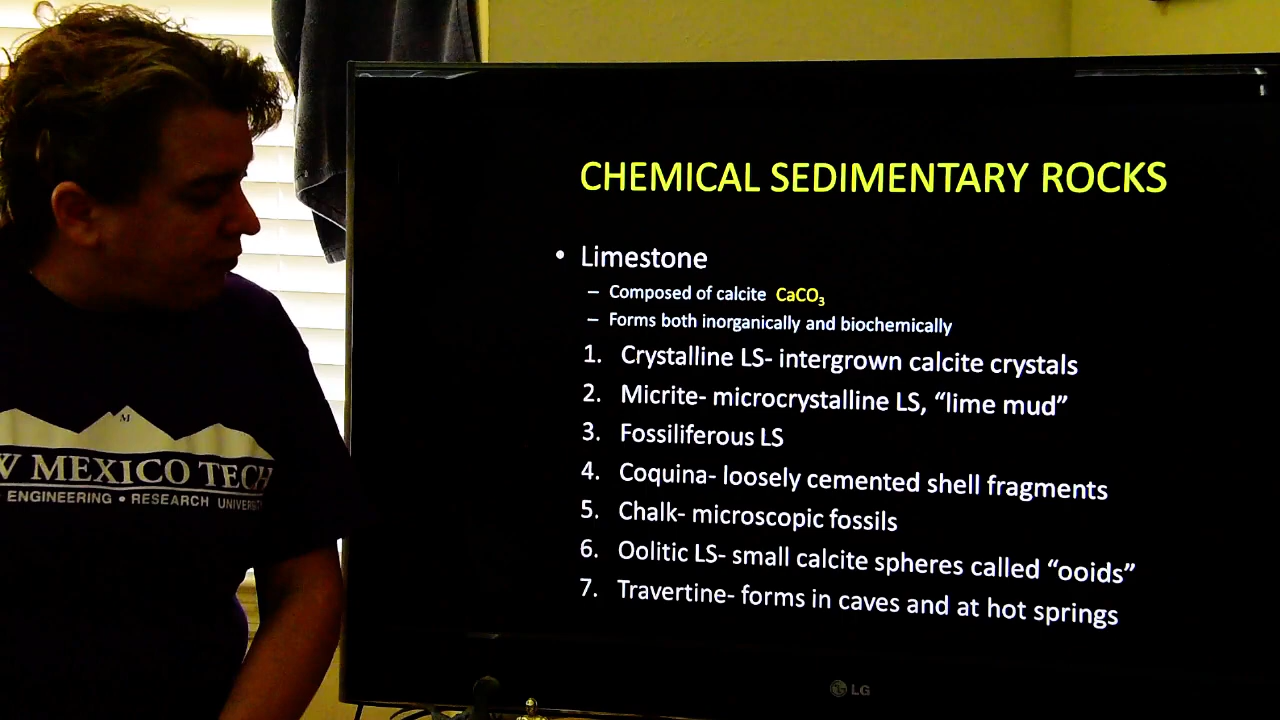 CHEMICAL SEDIMENTARY ROCKS
• Limestone
– Composed of calcite CaCO₃
– Forms both inorganically and biochemically
1. Crystalline LS- intergrown calcite crystals
2. Micrite- microcrystalline LS, “lime mud”
3. Fossiliferous LS
4. Coquina- loosely cemented shell fragments
5. Chalk- microscopic fossils
6. Oolitic LS- small calcite spheres called “ooids”
7. Travertine- forms in caves and at hot springs
M
W MEXICO TECH
ENGINEERING • RESEARCH UNIVERSI
LG